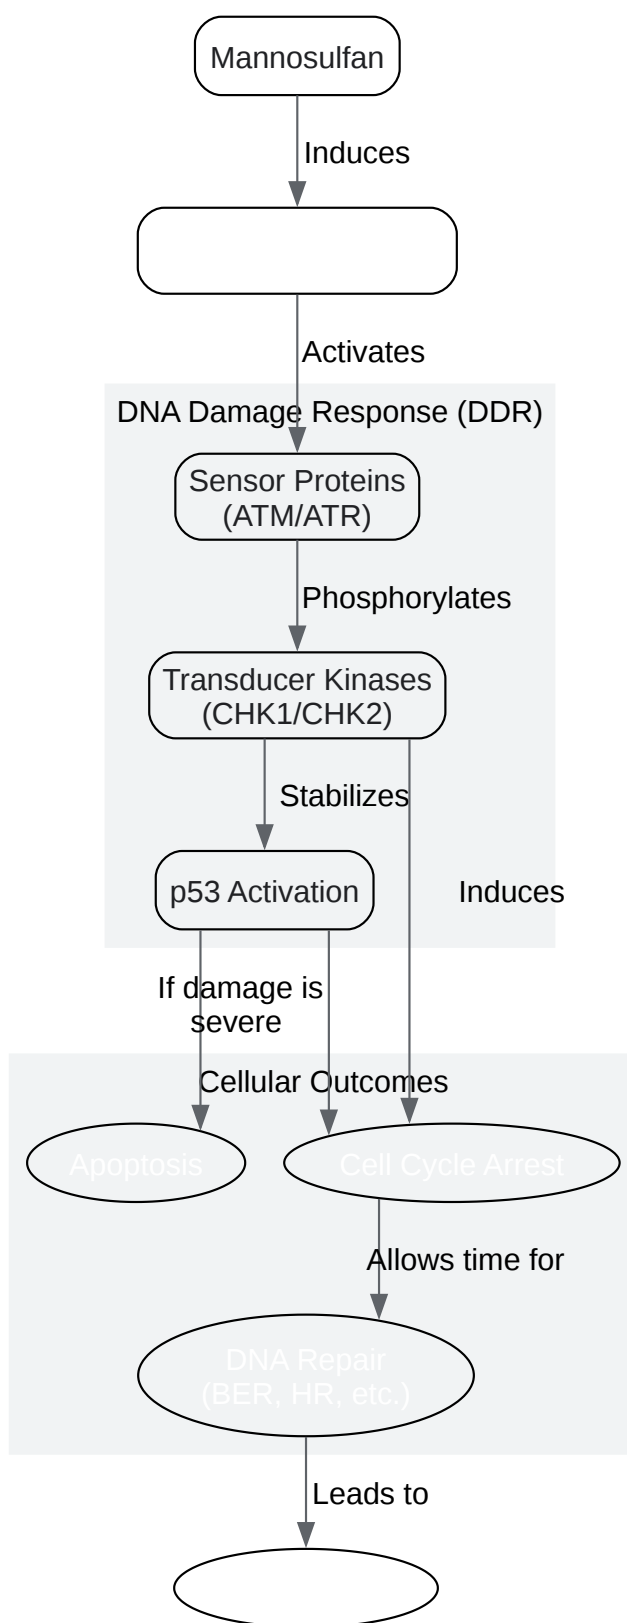 Mannosulfan
Induces
Activates
DNA Damage Response (DDR)
Sensor Proteins
(ATM/ATR)
Phosphorylates
Transducer Kinases
(CHK1/CHK2)
Stabilizes
p53 Activation
Induces
If damage is
severe
Cellular Outcomes
Apoptosis
Cell Cycle Arrest
Allows time for
DNA Repair
(BER, HR, etc.)
Leads to